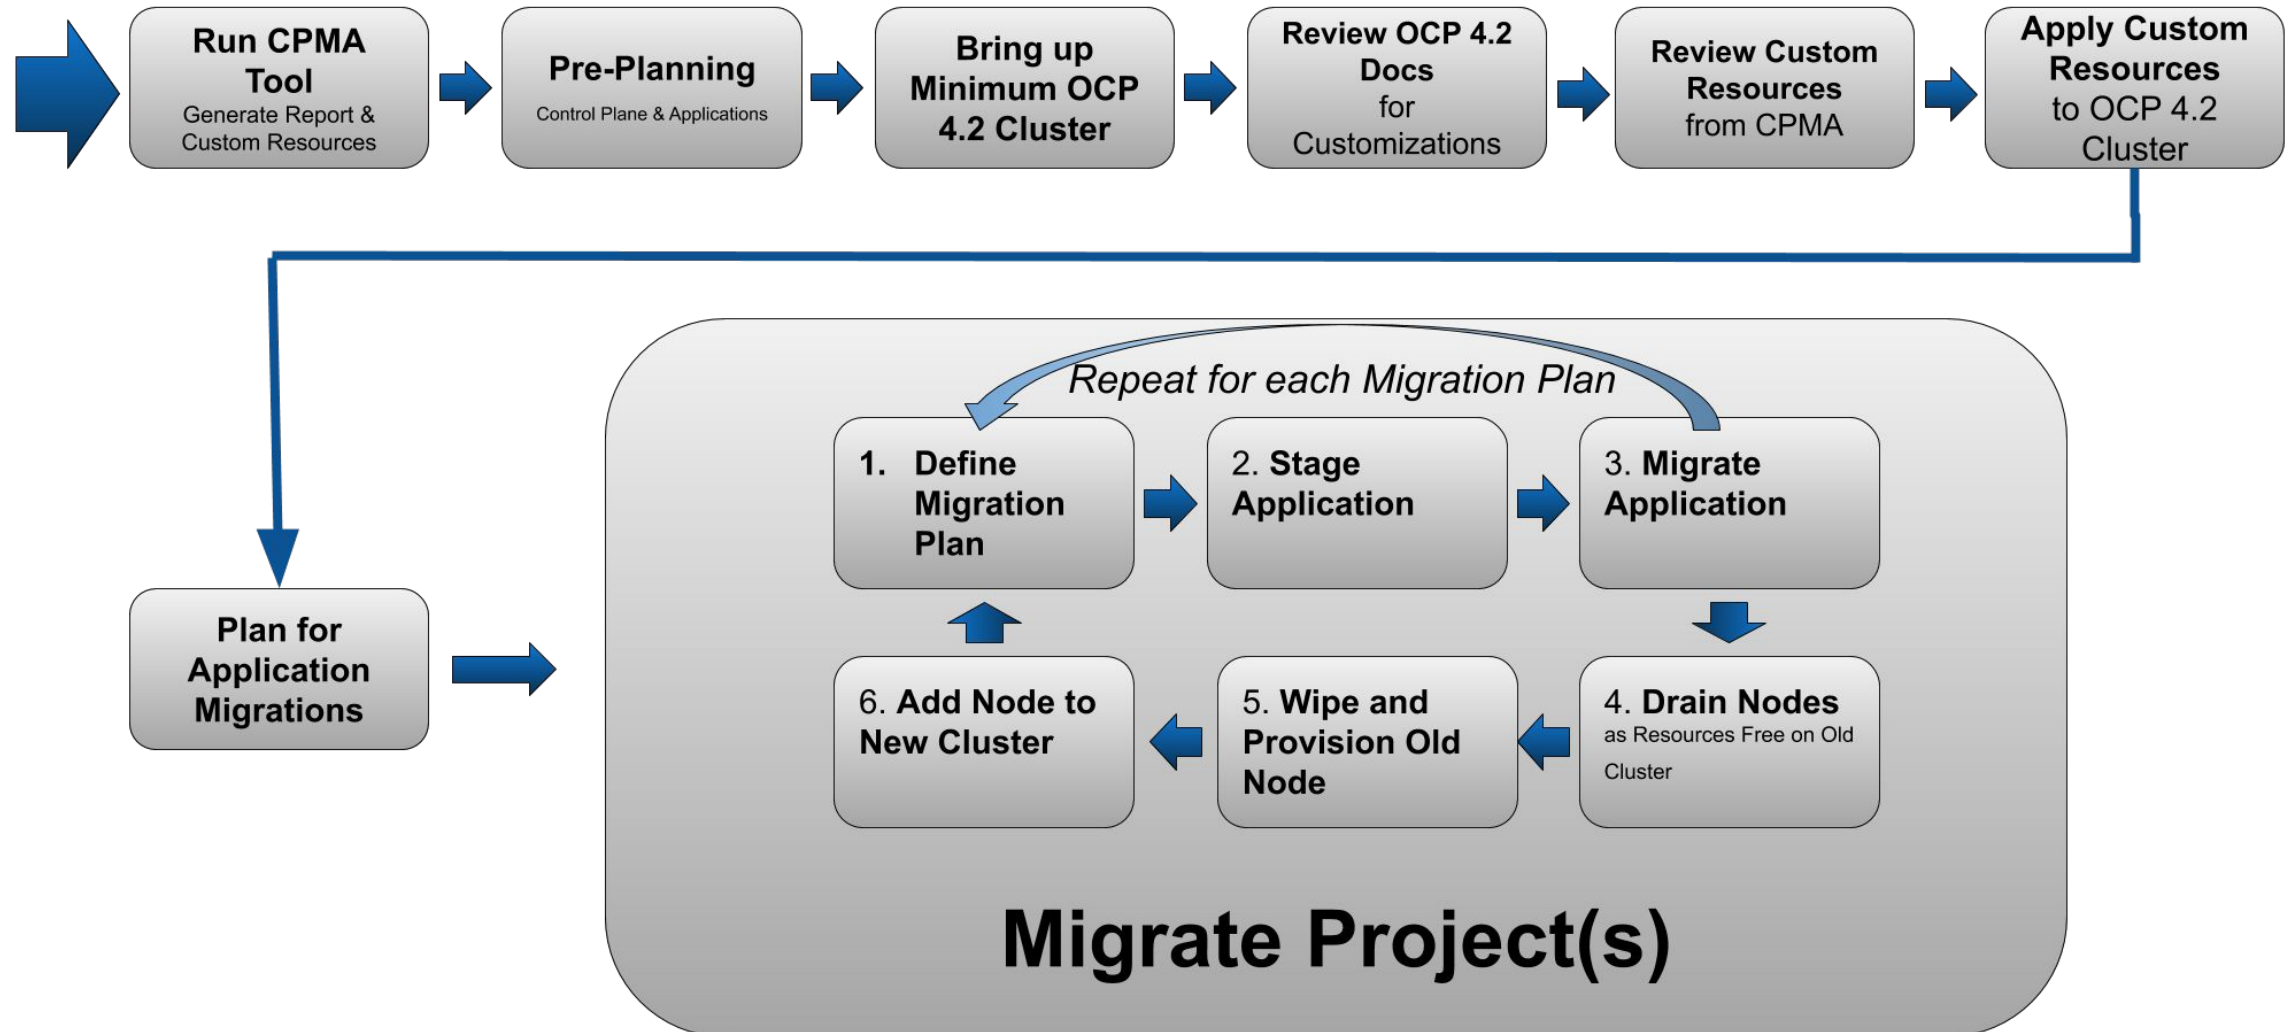 Run CPMA
Tool
Generate Report &
Custom Resources
Pre-Planning
Control Plane & Applications
Bring up
Minimum OCP
4.2 Cluster
Review OCP 4.2
Docs
for
Customizations
Review Custom
Resources
from CPMA
Apply Custom
Resources
to OCP 4.2
Cluster
Plan for
Application
Migrations
Repeat for each Migration Plan
1. Define
Migration
Plan
2. Stage
Application
3. Migrate
Application
4. Drain Nodes
as Resources Free on Old
Cluster
5. Wipe and
Provision Old
Node
6. Add Node to
New Cluster
Migrate Project(s)